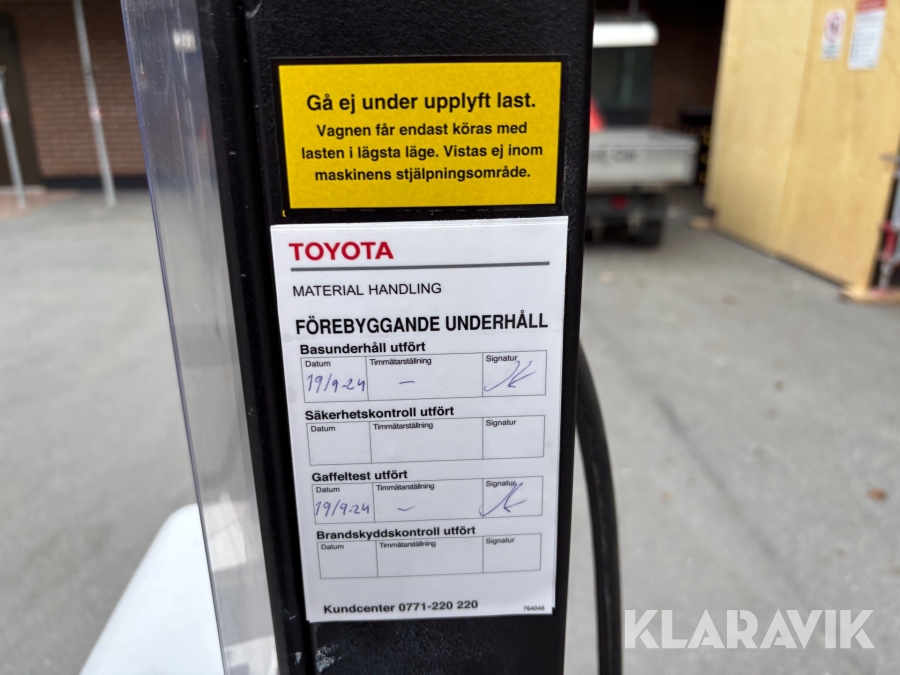 Gå ej under upplyft last.
Vagnen får endast köras med
lasten i lägsta läge. Vistas ej inom
maskinens stjälpningsområde.
TOYOTA
MATERIAL HANDLING
FÖREBYGGANDE UNDERHÅLL
Basunderhåll utfört
Datum Timmätarställning Signatur
19/9-24 –
Säkerhetskontroll utfört
Datum Timmätarställning Signatur
Gaffeltest utfört
Datum Timmätarställning Signatur
19/9-24 –
Brandskyddskontroll utfört
Datum Timmätarställning Signatur
Kundcenter 0771-220 220 764048
KLARAVIK